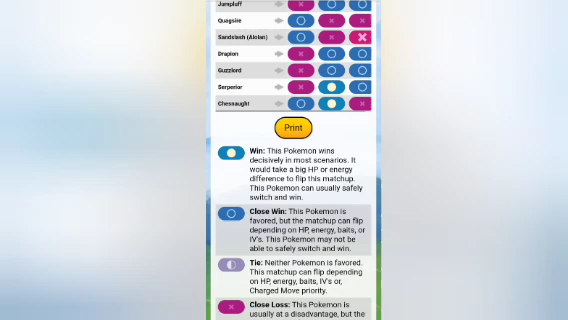 Jumpluff
Quagsire
Sandslash (Alolan)
Drapion
Guzzlord
Serperior
Chesnaught
Print
Win: This Pokemon wins
decisively in most scenarios. It
would take a big HP or energy
difference to flip this matchup.
This Pokemon can usually safely
switch and win.
Close Win: This Pokemon is
favored, but the matchup can flip
depending on HP, energy, baits, or
IV's. This Pokemon may not be
able to safely switch and win.
Tie: Neither Pokemon is favored.
This matchup can flip depending
on HP, energy, baits, IV's or,
Charged Move priority.
Close Loss: This Pokemon is
usually at a disadvantage, but the